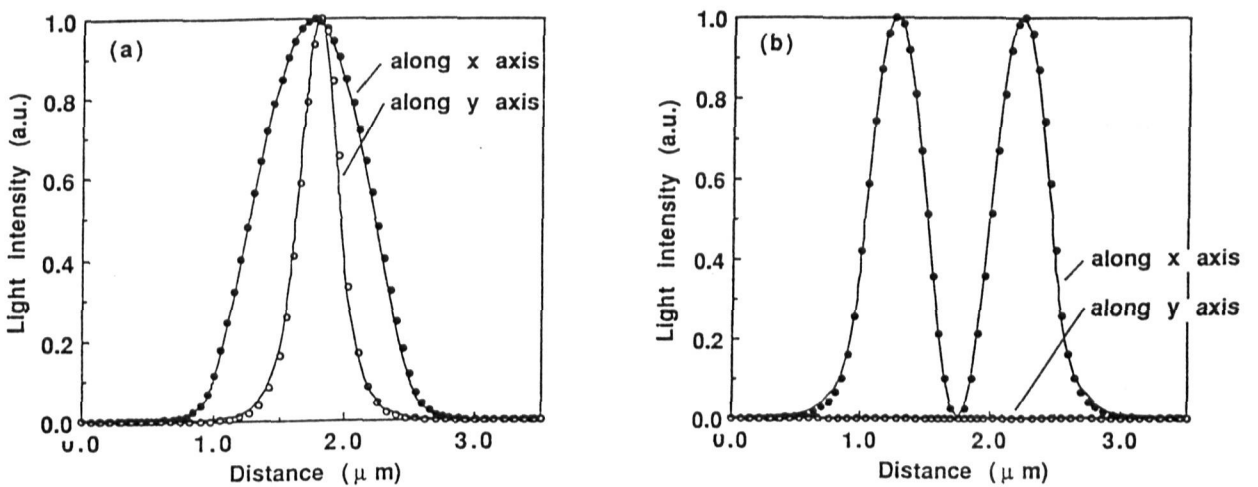 (a)
along x axis
along y axis
Light Intensity (a.u.)
1.0
0.8
0.6
0.4
0.2
0.0
0.0 1.0 2.0 3.0
Distance (μ m)
(b)
along x axis
along y axis
Light Intensity (a.u.)
1.0
0.8
0.6
0.4
0.2
0.0
0.0 1.0 2.0 3.0
Distance (μ m)